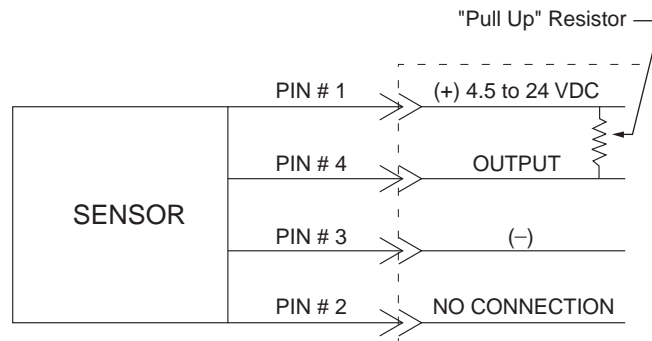 "Pull Up" Resistor
PIN # 1
(+) 4.5 to 24 VDC
PIN # 4
OUTPUT
SENSOR
PIN # 3
(–)
PIN # 2
NO CONNECTION